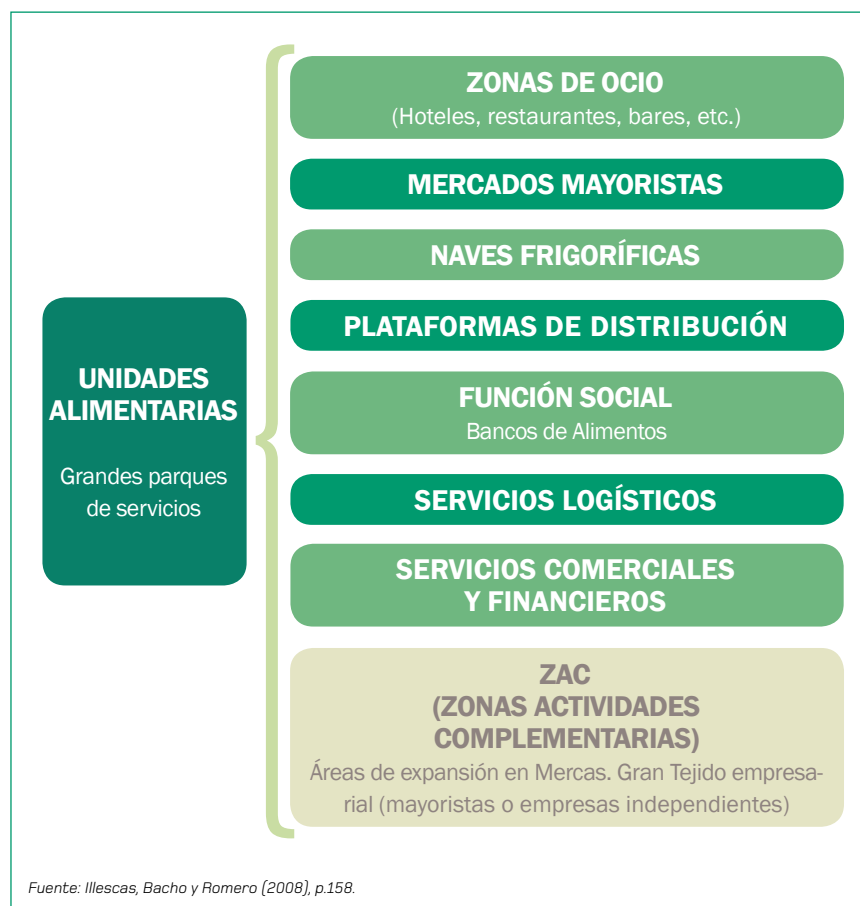 ZONAS DE OCIO
(Hoteles, restaurantes, bares, etc.)
MERCADOS MAYORISTAS
NAVES FRIGORÍFICAS
PLATAFORMAS DE DISTRIBUCIÓN
UNIDADES
ALIMENTARIAS
Grandes parques
de servicios
FUNCIÓN SOCIAL
Bancos de Alimentos
SERVICIOS LOGÍSTICOS
SERVICIOS COMERCIALES
Y FINANCIEROS
ZAC
(ZONAS ACTIVIDADES
COMPLEMENTARIAS)
Áreas de expansión en Mercas. Gran Tejido empresa-
rial (mayoristas o empresas independientes)
Fuente: Illescas, Bacho y Romero (2008), p.158.